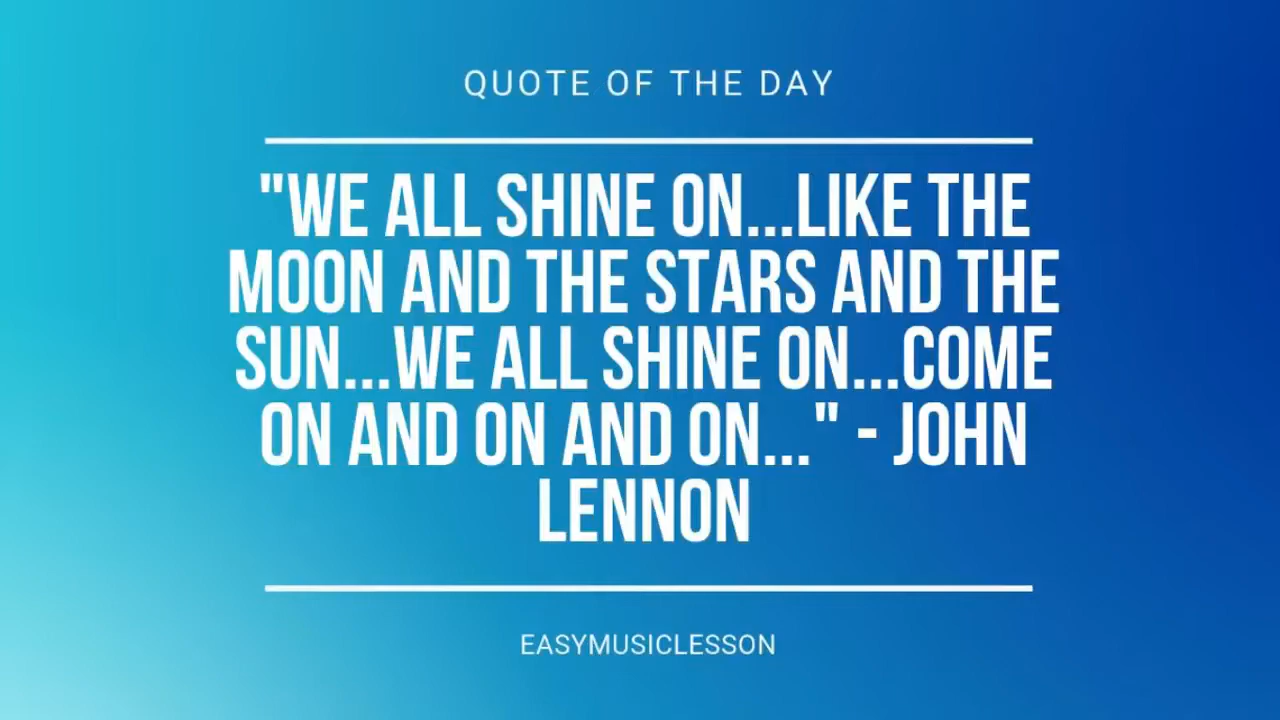 QUOTE OF THE DAY
"WE ALL SHINE ON...LIKE THE
MOON AND THE STARS AND THE
SUN...WE ALL SHINE ON...COME
ON AND ON AND ON..." - JOHN
LENNON
EASYMUSICLESSON